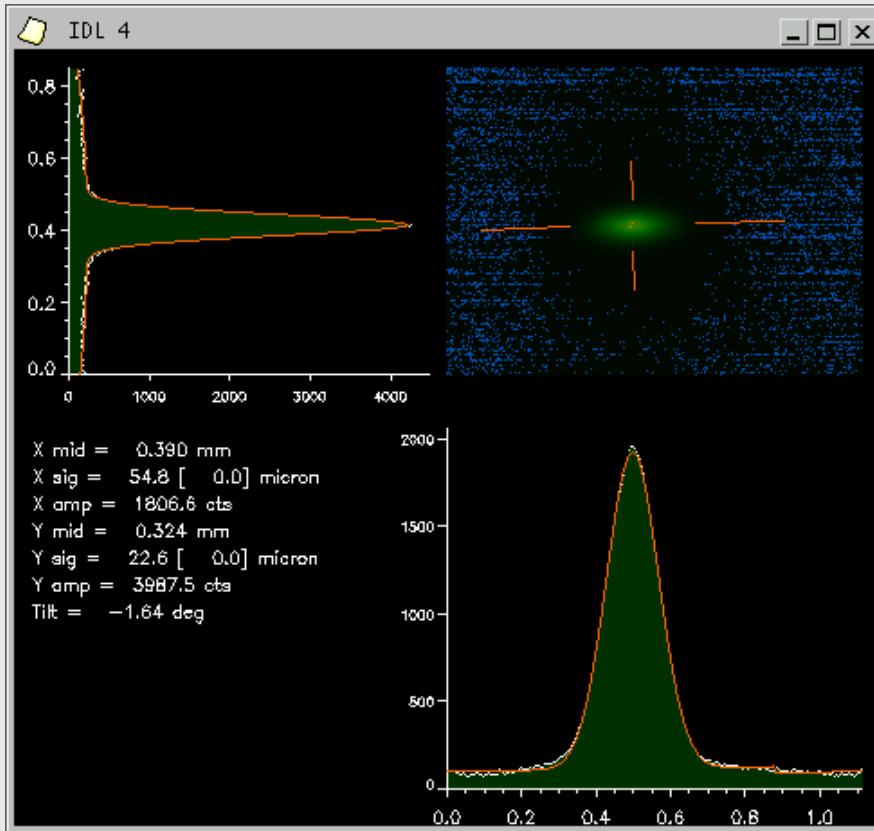 IDL 4
0.8
0.6
0.4
0.2
0.0
0 1000 2000 3000 4000
X mid = 0.390 mm
X sig = 54.8 [ 0.0] micron
X amp = 1806.6 cts
Y mid = 0.324 mm
Y sig = 22.6 [ 0.0] micron
Y amp = 3987.5 cts
Tilt = −1.64 deg
2000
1500
1000
500
0
0.0 0.2 0.4 0.6 0.8 1.0